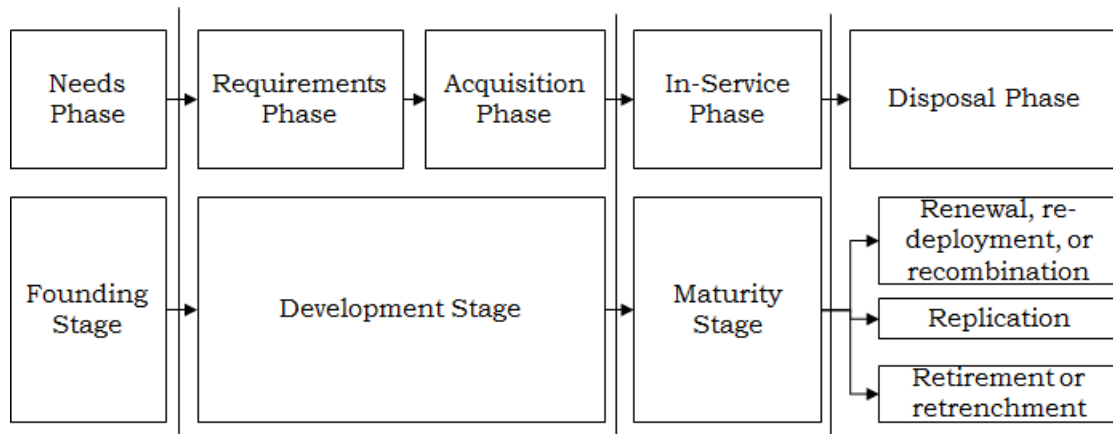 Needs
Phase
Requirements
Phase
Acquisition
Phase
In-Service
Phase
Disposal Phase
Founding
Stage
Development Stage
Maturity
Stage
Renewal, re-
deployment, or
recombination
Replication
Retirement or
retrenchment